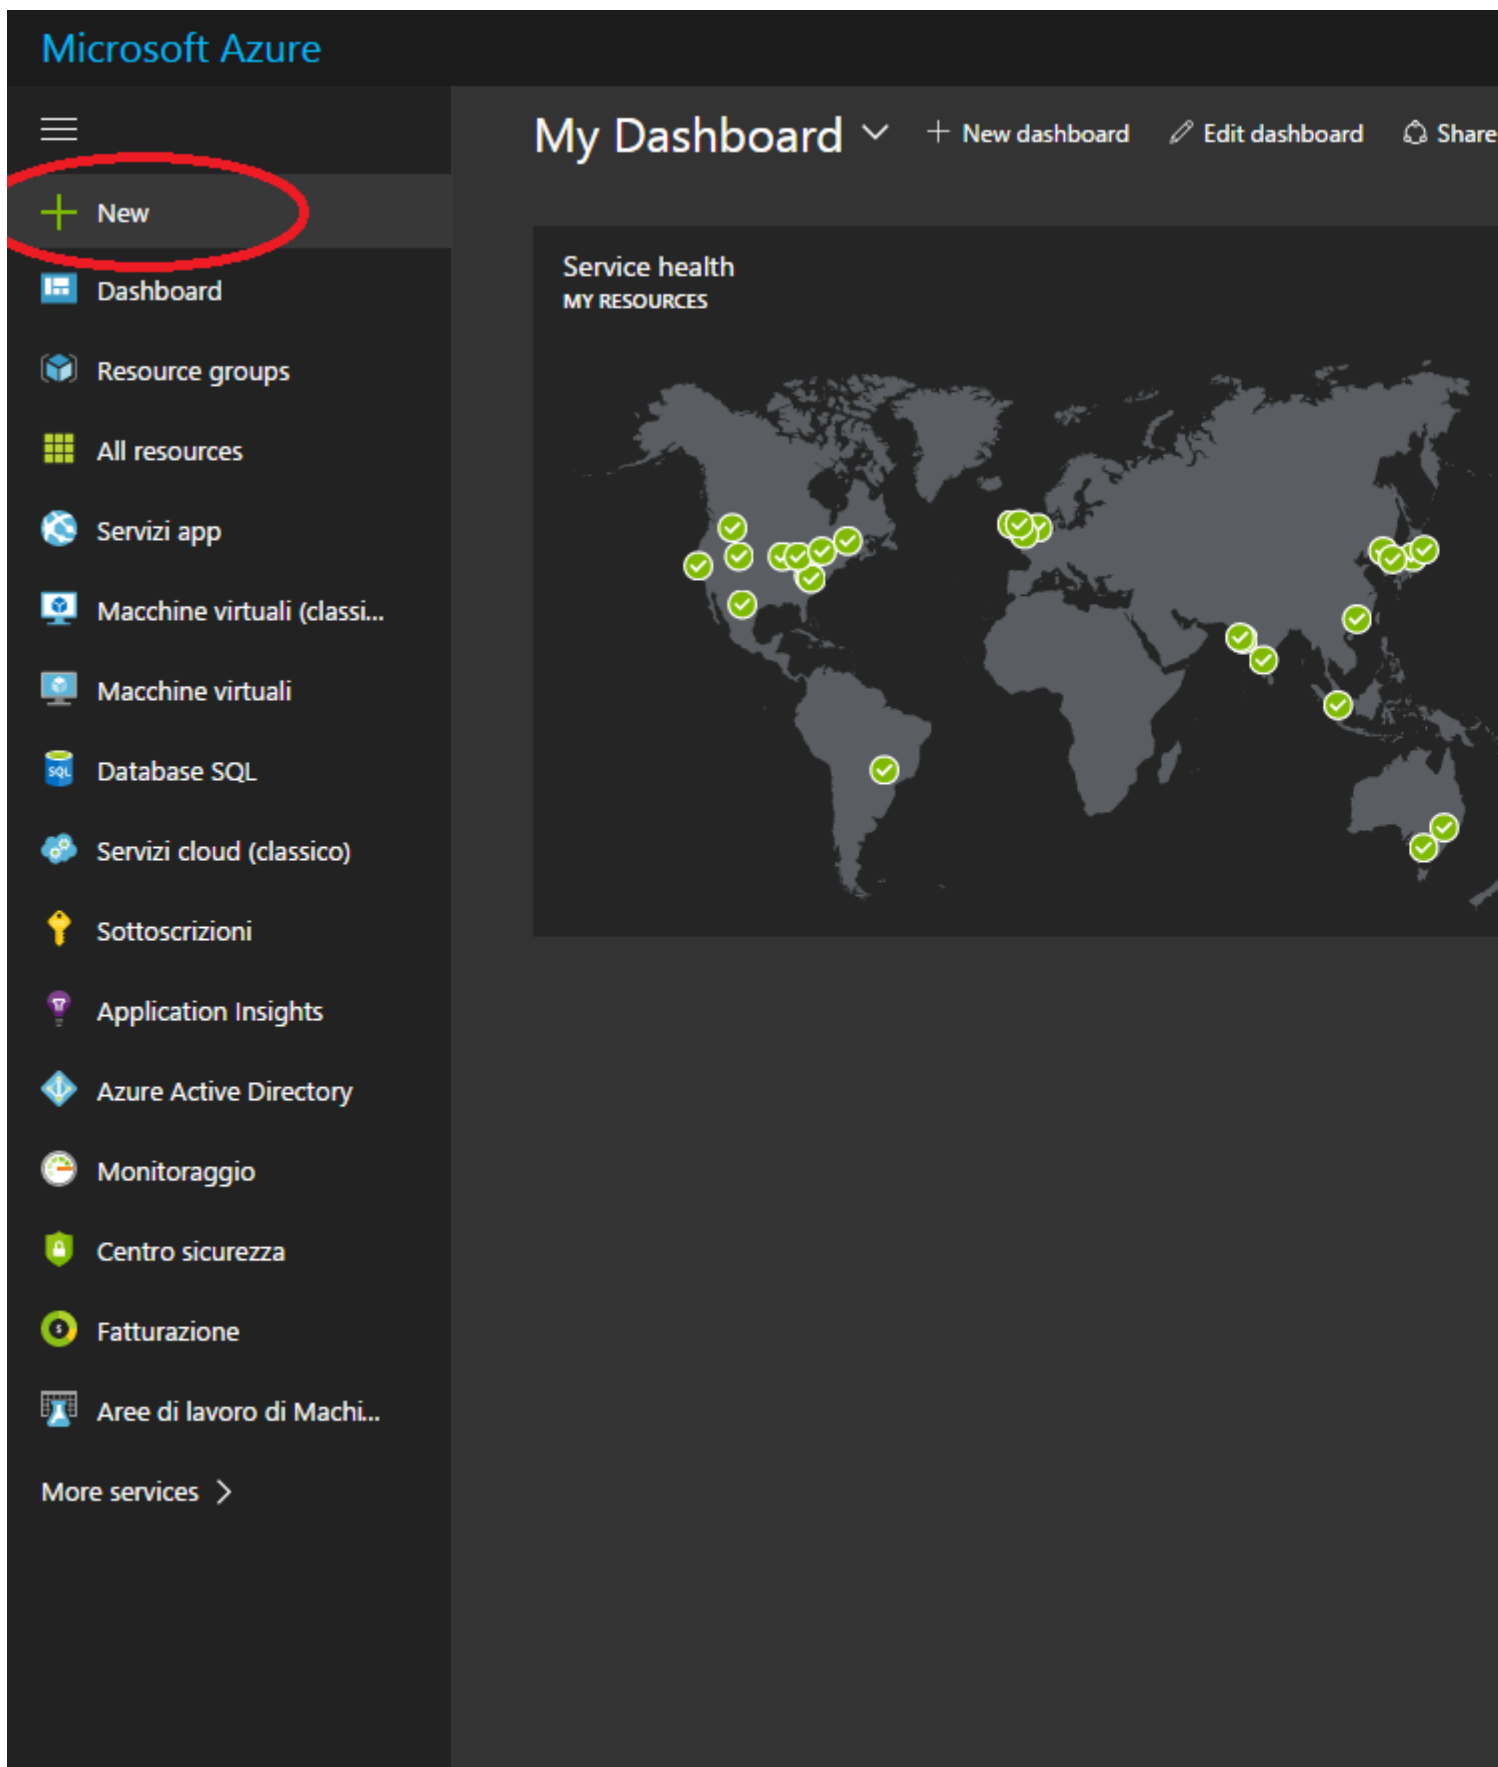 Microsoft Azure
My Dashboard
New dashboard
Edit dashboard
Share
New
Service health
MY RESOURCES
Dashboard
Resource groups
All resources
Servizi app
Macchine virtuali (classi...
Macchine virtuali
SQL
Database SQL
Servizi cloud (classico)
Sottoscrizioni
Application Insights
Azure Active Directory
Monitoraggio
Centro sicurezza
$
Fatturazione
Aree di lavoro di Machi...
More services